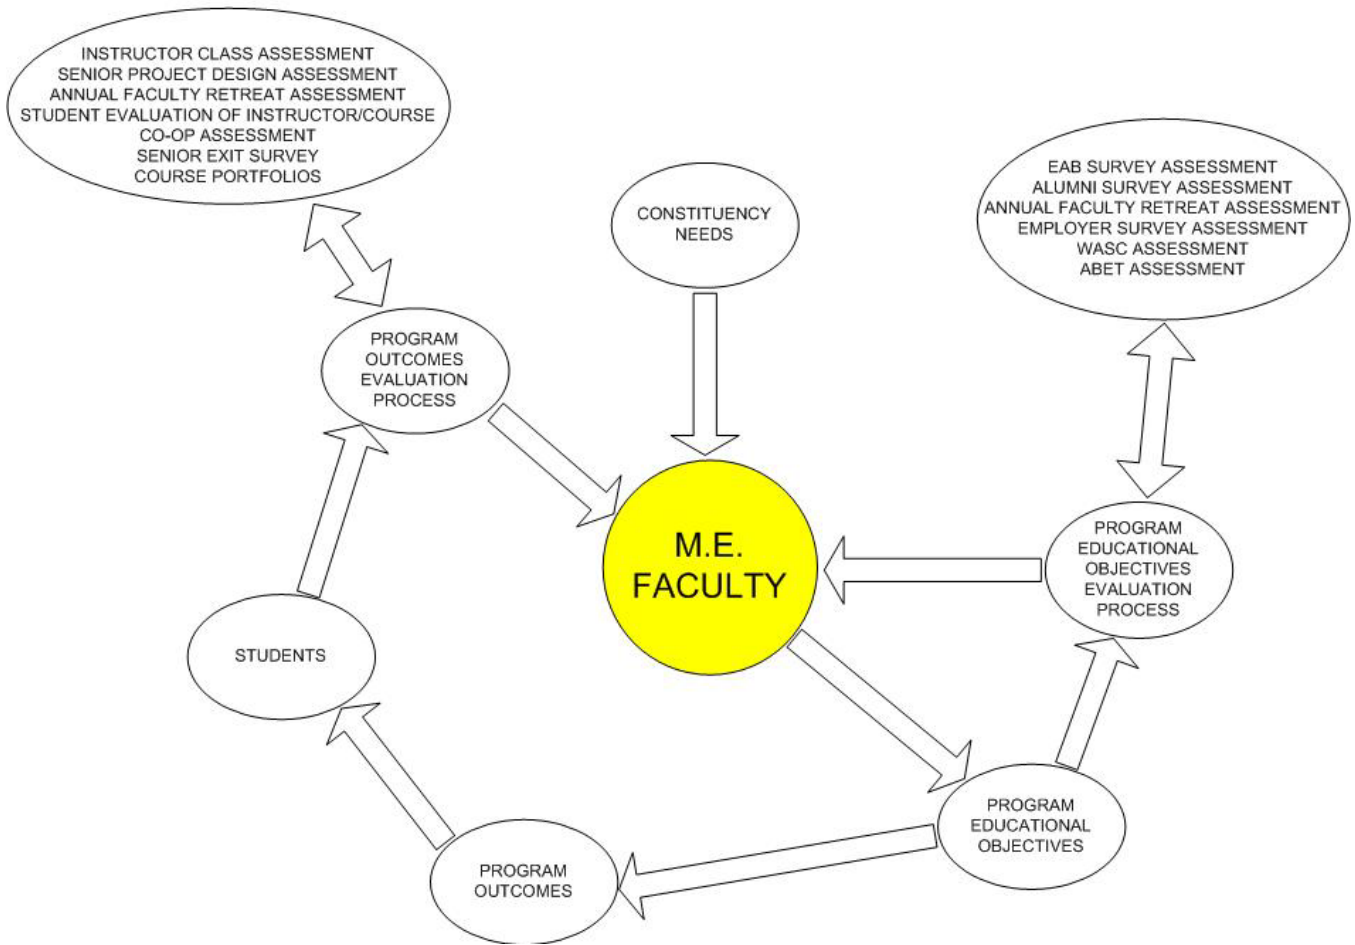 INSTRUCTOR CLASS ASSESSMENT
SENIOR PROJECT DESIGN ASSESSMENT
ANNUAL FACULTY RETREAT ASSESSMENT
STUDENT EVALUATION OF INSTRUCTOR/COURSE
CO-OP ASSESSMENT
SENIOR EXIT SURVEY
COURSE PORTFOLIOS
CONSTITUENCY
NEEDS
EAB SURVEY ASSESSMENT
ALUMNI SURVEY ASSESSMENT
ANNUAL FACULTY RETREAT ASSESSMENT
EMPLOYER SURVEY ASSESSMENT
WASC ASSESSMENT
ABET ASSESSMENT
PROGRAM
OUTCOMES
EVALUATION
PROCESS
M.E.
FACULTY
PROGRAM
EDUCATIONAL
OBJECTIVES
EVALUATION
PROCESS
STUDENTS
PROGRAM
EDUCATIONAL
OBJECTIVES
PROGRAM
OUTCOMES